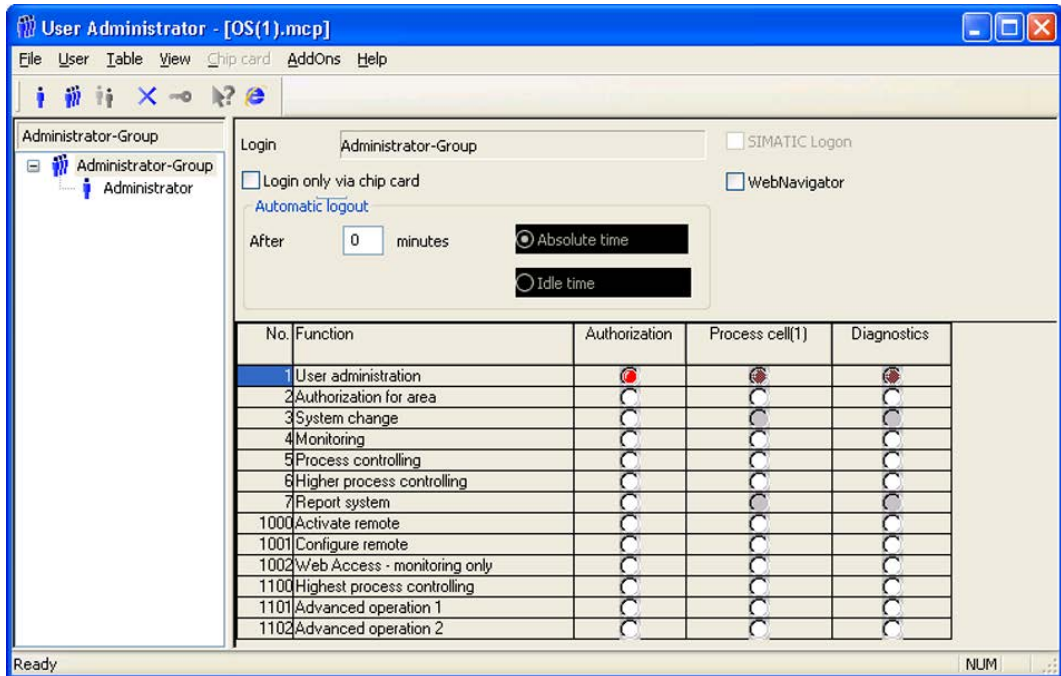 User Administrator - [OS(1).mcp]
File User Table View Chip card AddOns Help
Administrator-Group
Administrator-Group
Administrator
Login Administrator-Group
SIMATIC Logon
Login only via chip card
WebNavigator
Automatic logout
After 0 minutes
Absolute time
Idle time
No. Function Authorization Process cell(1) Diagnostics
1 User administration
2 Authorization for area
3 System change
4 Monitoring
5 Process controlling
6 Higher process controlling
7 Report system
1000 Activate remote
1001 Configure remote
1002 Web Access - monitoring only
1100 Highest process controlling
1101 Advanced operation 1
1102 Advanced operation 2
Ready NUM